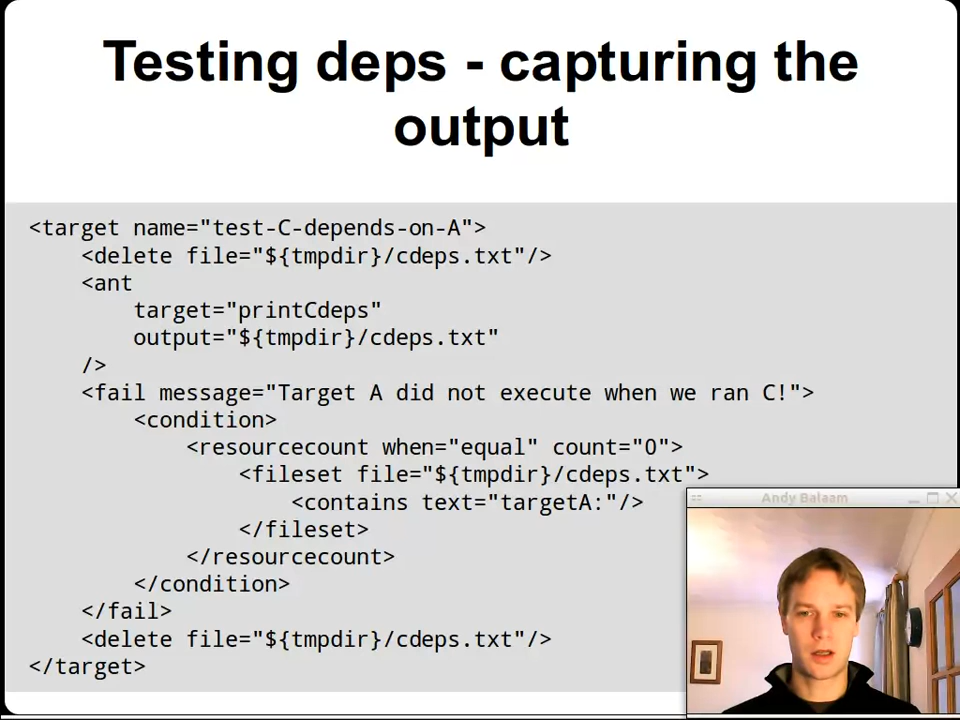 Testing deps - capturing the
output
<target name="test-C-depends-on-A">
    <delete file="${tmpdir}/cdeps.txt"/>
    <ant
        target="printCdeps"
        output="${tmpdir}/cdeps.txt"
    />
    <fail message="Target A did not execute when we ran C!">
        <condition>
            <resourcecount when="equal" count="0">
                <fileset file="${tmpdir}/cdeps.txt">
                    <contains text="targetA:"/>
                </fileset>
            </resourcecount>
        </condition>
    </fail>
    <delete file="${tmpdir}/cdeps.txt"/>
</target>
Andy Balaam